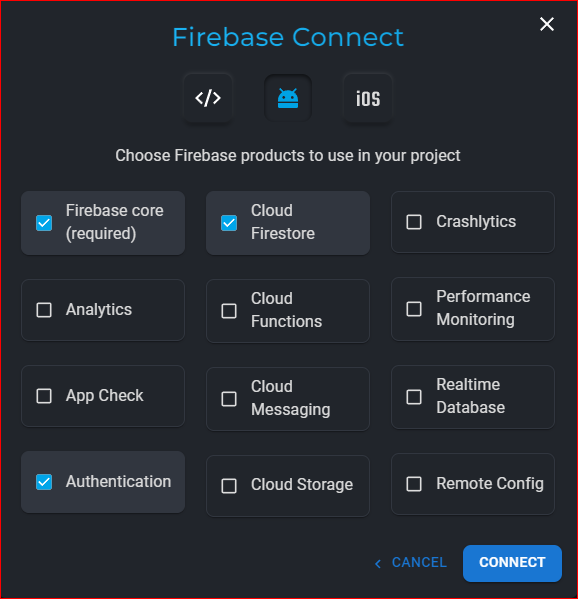 Firebase Connect
</>
iOS
Choose Firebase products to use in your project
Firebase core
(required)
Analytics
App Check
Authentication
Cloud
Firestore
Cloud
Functions
Cloud
Messaging
Cloud Storage
Crashlytics
Performance
Monitoring
Realtime
Database
Remote Config
CANCEL
CONNECT